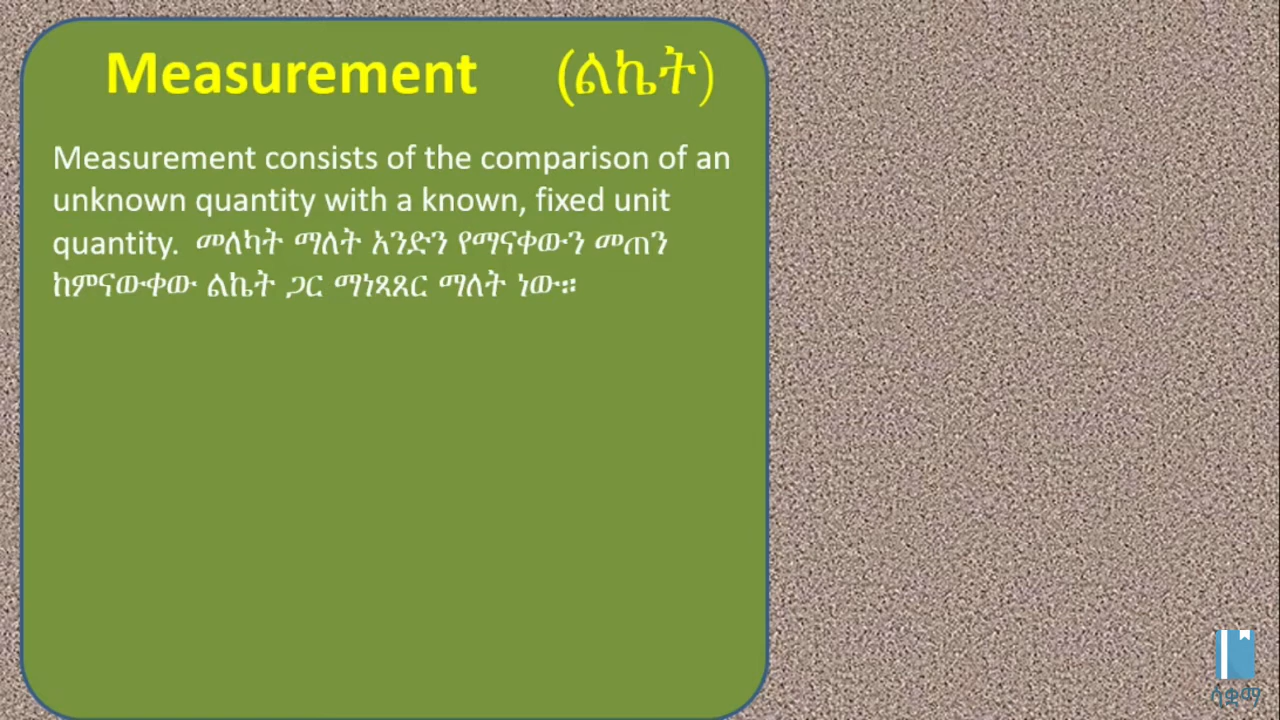 Measurement (ልኬት)
Measurement consists of the comparison of an
unknown quantity with a known, fixed unit
quantity. መለካት ማለት አንድን የማናቀውን መጠን
ከምናውቀው ልኬት ጋር ማነጻጸር ማለት ነው።